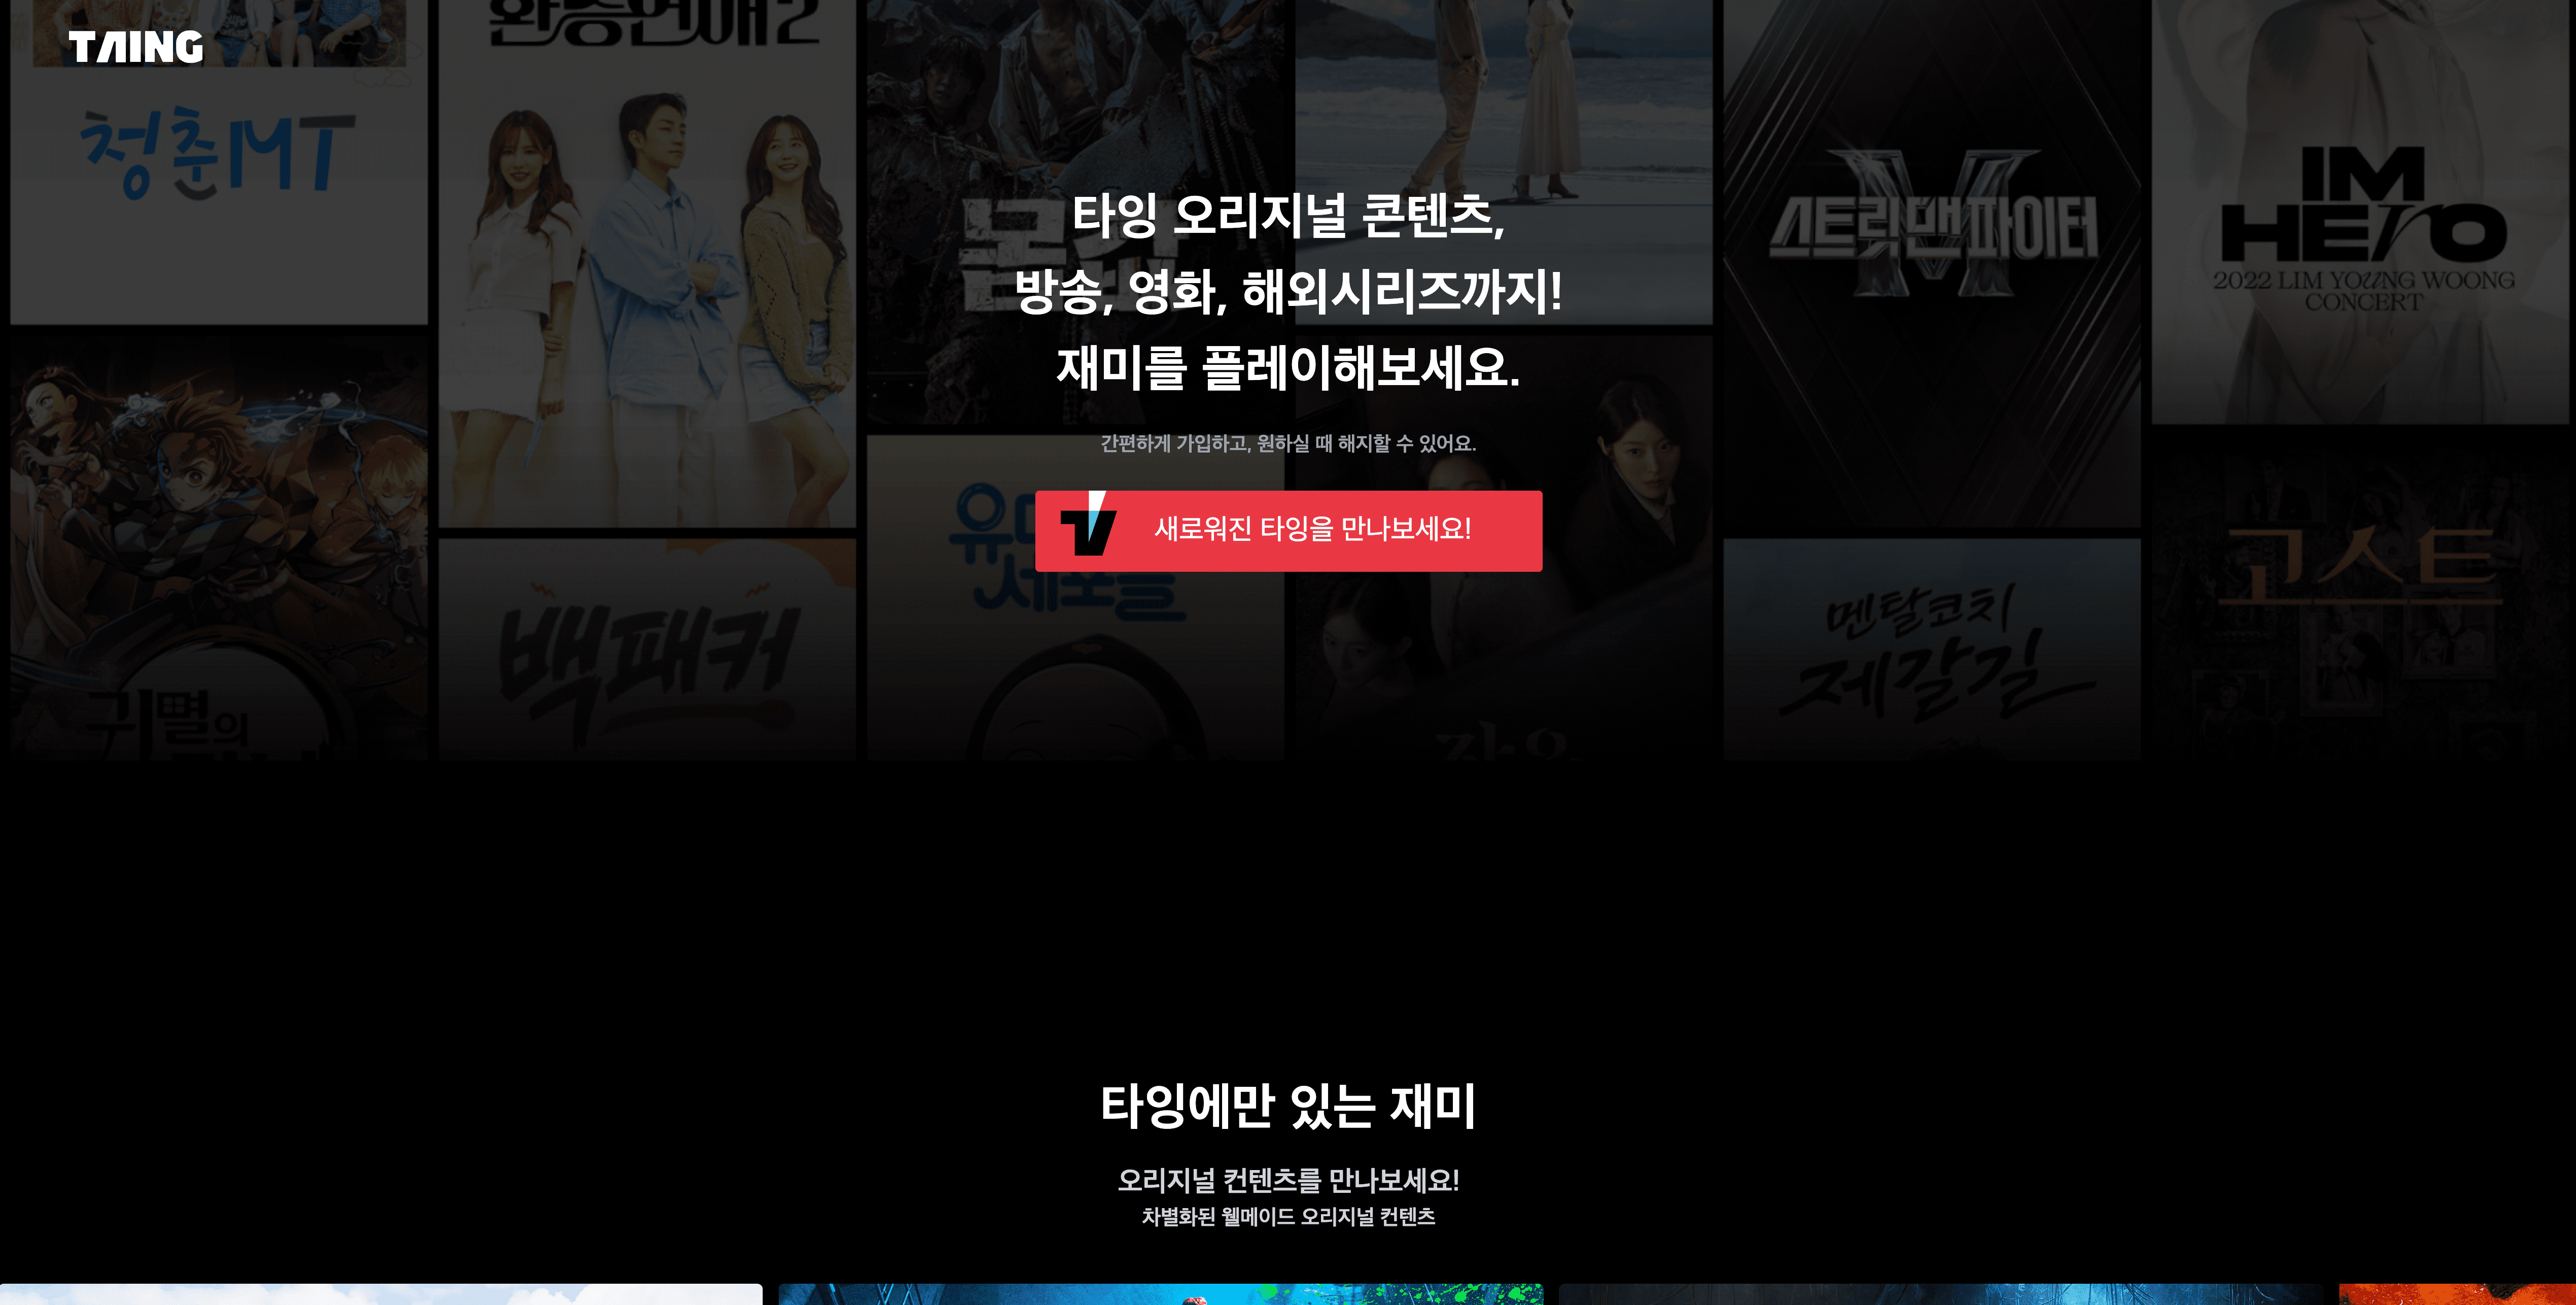 TAING
환승연애2
청춘MT
스트릿맨파이터
IM
HERO
2022 LIM YOUNG WOONG
CONCERT
타잉 오리지널 콘텐츠,
방송, 영화, 해외시리즈까지!
재미를 플레이해보세요.
간편하게 가입하고, 원하실 때 해지할 수 있어요.
새로워진 타잉을 만나보세요!
세포들
백패커
멘탈코치
제갈길
고스트
귀멸의
타잉에만 있는 재미
오리지널 컨텐츠를 만나보세요!
차별화된 웰메이드 오리지널 컨텐츠